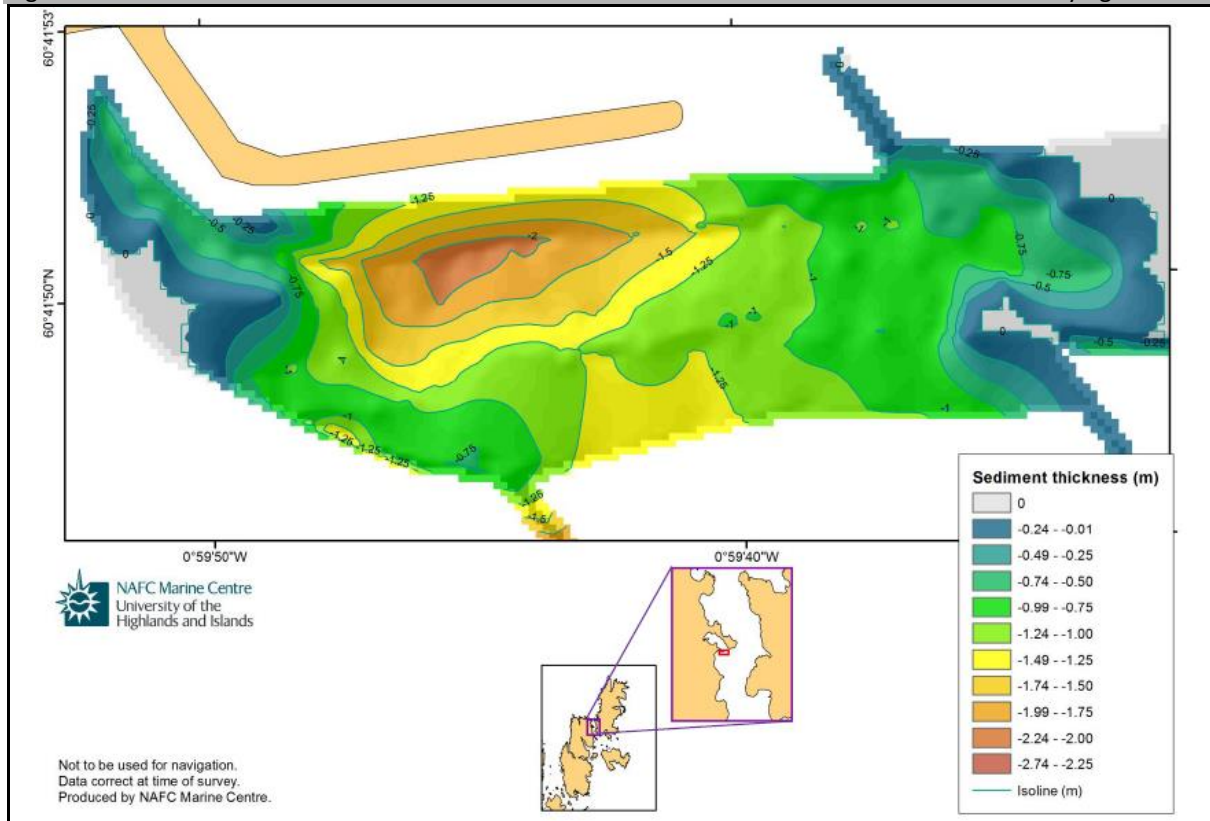 60°41'53"
60°41'50"N
0°59'50"W
0°59'40"W
-0.25
0
-0.5
-0.25
0
-0.75
-1.25
-2
-1.5
-1.25
-1
-1
-1
-1.25
-1.25
-1.25
-0.75
-1.25
-1.5
-1.25
-1
-1
-1
-0.25
0
-0.75
-0.75
-0.5
0
-0.5
-0.25
-1
NAFC Marine Centre
University of the
Highlands and Islands
Not to be used for navigation.
Data correct at time of survey.
Produced by NAFC Marine Centre.
Sediment thickness (m)
0
-0.24 - -0.01
-0.49 - -0.25
-0.74 - -0.50
-0.99 - -0.75
-1.24 - -1.00
-1.49 - -1.25
-1.74 - -1.50
-1.99 - -1.75
-2.24 - -2.00
-2.74 - -2.25
Isoline (m)